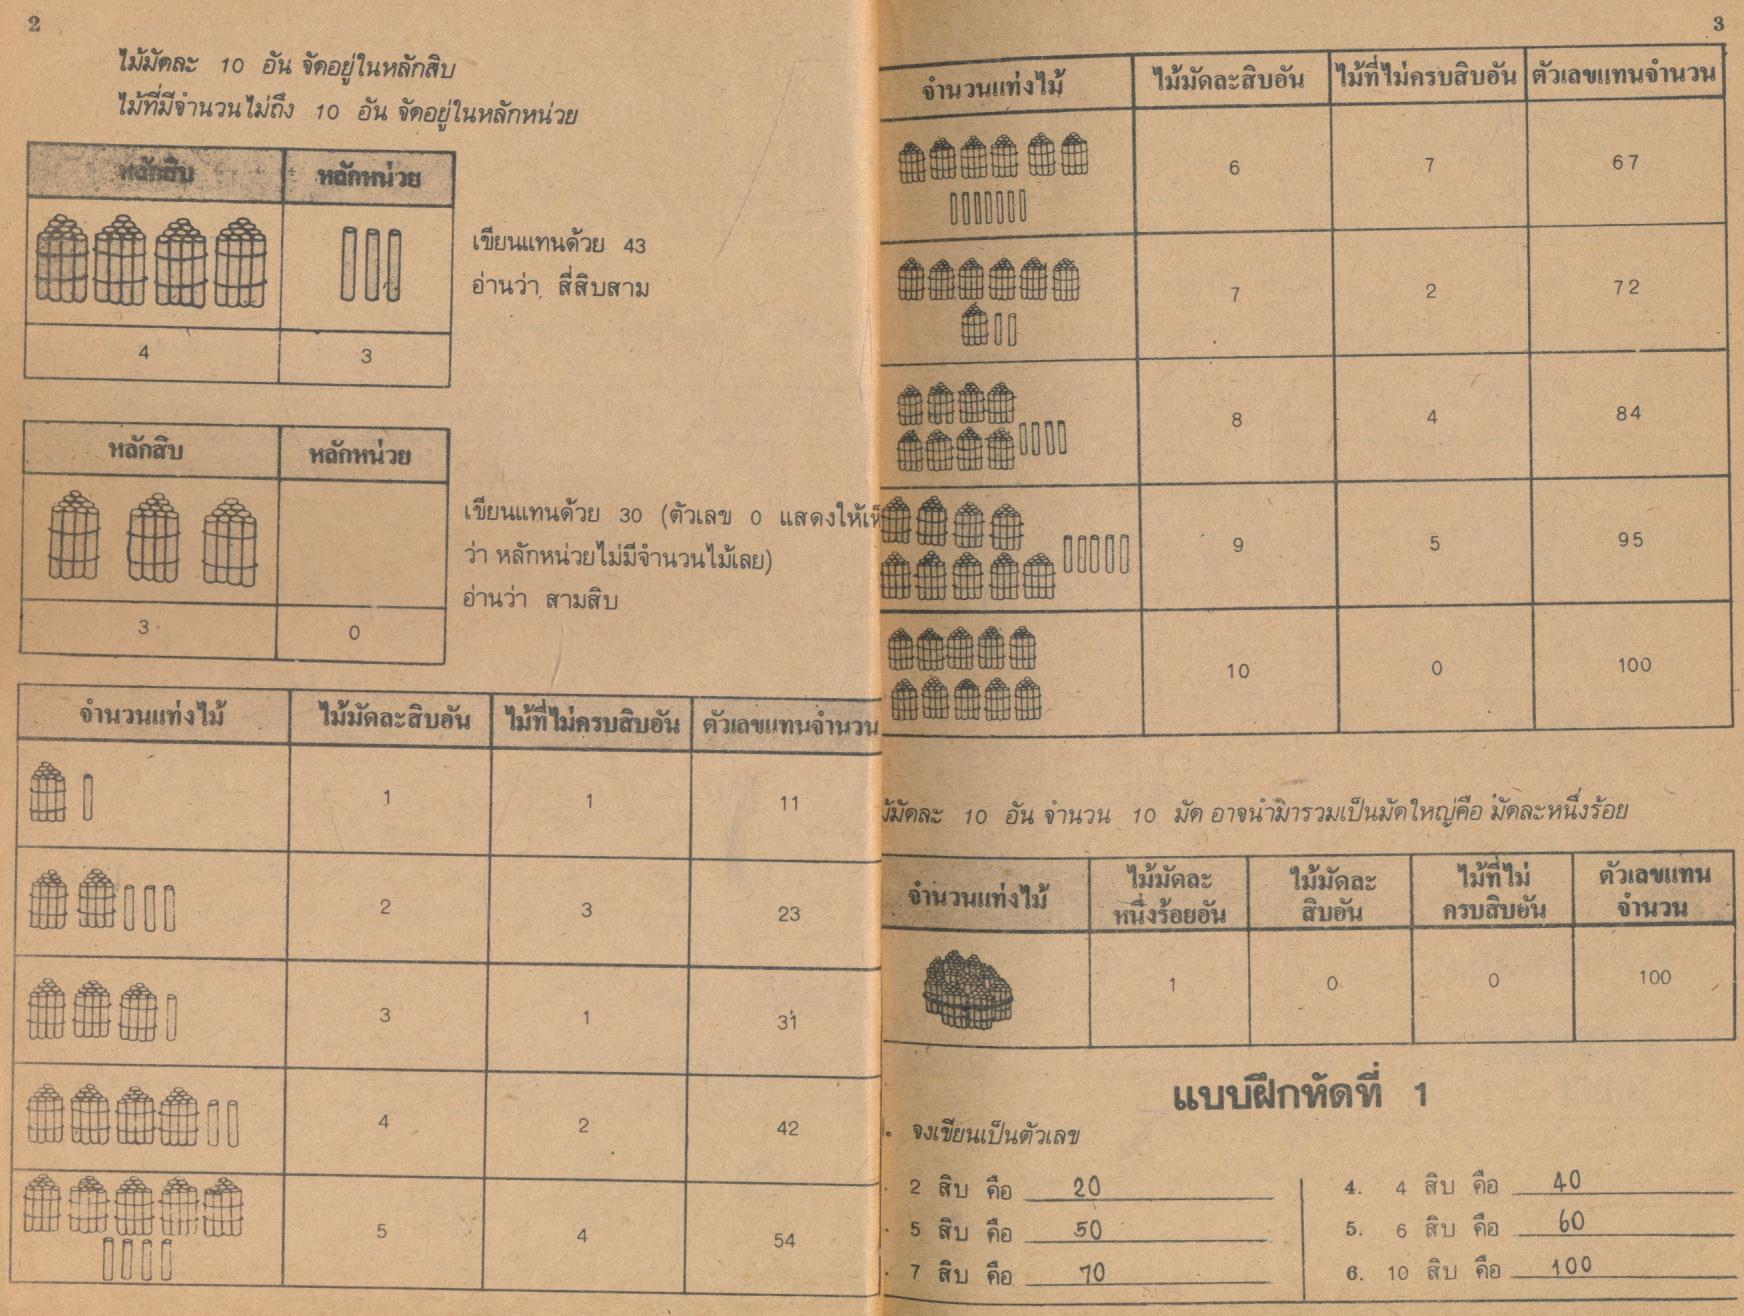 2
ไม้มัดละ 10 อัน จัดอยู่ในหลักสิบ
ไม้ที่มีจำนวนไม่ถึง 10 อัน จัดอยู่ในหลักหน่วย
หลักสิบ หลักหน่วย
4 3
เขียนแทนด้วย 43
อ่านว่า สี่สิบสาม
หลักสิบ หลักหน่วย
3 0
เขียนแทนด้วย 30 (ตัวเลข 0 แสดงให้เห็
ว่า หลักหน่วยไม่มีจำนวนไม้เลย)
อ่านว่า สามสิบ
จำนวนแท่งไม้ ไม้มัดละสิบอัน ไม้ที่ไม่ครบสิบอัน ตัวเลขแทนจำนวน
1 1 11
2 3 23
3 1 31
4 2 42
5 4 54
3
จำนวนแท่งไม้ ไม้มัดละสิบอัน ไม้ที่ไม่ครบสิบอัน ตัวเลขแทนจำนวน
6 7 67
7 2 72
8 4 84
9 5 95
10 0 100
ม้มัดละ 10 อัน จำนวน 10 มัด อาจนำมารวมเป็นมัดใหญ่คือ มัดละหนึ่งร้อย
จำนวนแท่งไม้ ไม้มัดละหนึ่งร้อยอัน ไม้มัดละสิบอัน ไม้ที่ไม่ครบสิบอัน ตัวเลขแทนจำนวน
1 0 0 100
แบบฝึกหัดที่ 1
จงเขียนเป็นตัวเลข
2 สิบ คือ 20
5 สิบ คือ 50
7 สิบ คือ 70
4. 4 สิบ คือ 40
5. 6 สิบ คือ 60
6. 10 สิบ คือ 100